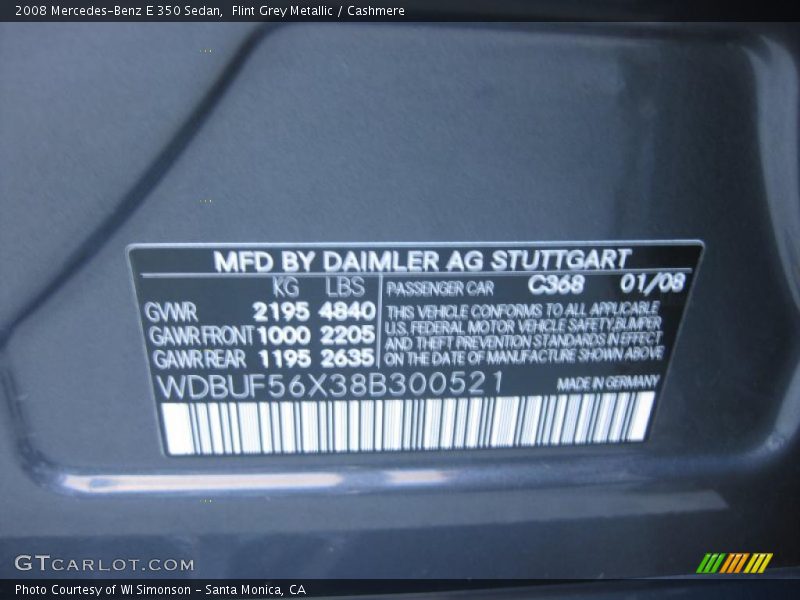 2008 Mercedes-Benz E 350 Sedan,  Flint Grey Metallic / Cashmere
MFD BY DAIMLER AG STUTTGART
KG LBS
GVWR 2195 4840
GAWR FRONT 1000 2205
GAWR REAR 1195 2635
PASSENGER CAR C368 01/08
THIS VEHICLE CONFORMS TO ALL APPLICABLE
U.S. FEDERAL MOTOR VEHICLE SAFETY, BUMPER
AND THEFT PREVENTION STANDARDS IN EFFECT
ON THE DATE OF MANUFACTURE SHOWN ABOVE
WDBUF56X38B300521
MADE IN GERMANY
GTCARLOT.COM
Photo Courtesy of WI Simonson - Santa Monica, CA